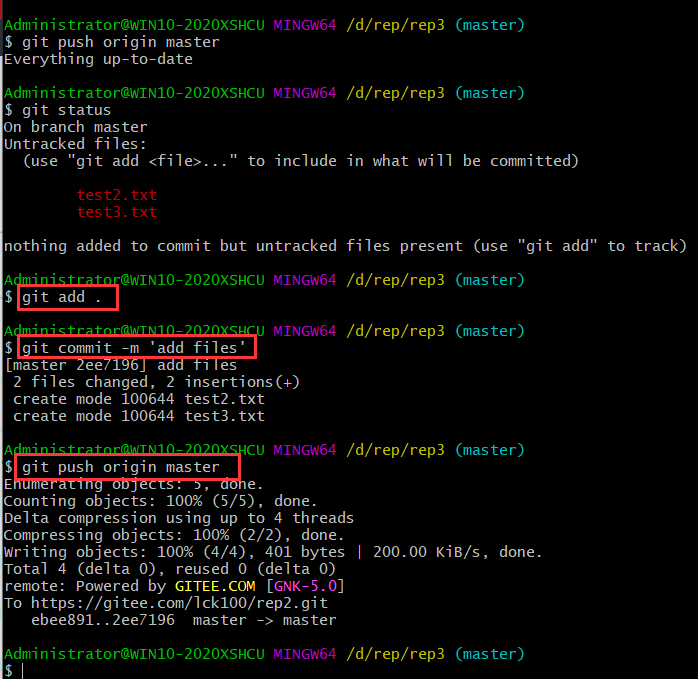 Administrator@WIN10-2020XSHCU MINGW64 /d/rep/rep3 (master)
$ git push origin master
Everything up-to-date
Administrator@WIN10-2020XSHCU MINGW64 /d/rep/rep3 (master)
$ git status
On branch master
Untracked files:
  (use "git add <file>..." to include in what will be committed)
        test2.txt
        test3.txt
nothing added to commit but untracked files present (use "git add" to track)
Administrator@WIN10-2020XSHCU MINGW64 /d/rep/rep3 (master)
$ git add .
Administrator@WIN10-2020XSHCU MINGW64 /d/rep/rep3 (master)
$ git commit -m 'add files'
[master 2ee7196] add files
 2 files changed, 2 insertions(+)
 create mode 100644 test2.txt
 create mode 100644 test3.txt
Administrator@WIN10-2020XSHCU MINGW64 /d/rep/rep3 (master)
$ git push origin master
Enumerating objects: 5, done.
Counting objects: 100% (5/5), done.
Delta compression using up to 4 threads
Compressing objects: 100% (2/2), done.
Writing objects: 100% (4/4), 401 bytes | 200.00 KiB/s, done.
Total 4 (delta 0), reused 0 (delta 0)
remote: Powered by GITEE.COM [GNK-5.0]
To https://gitee.com/lck100/rep2.git
   ebee891..2ee7196  master -> master
Administrator@WIN10-2020XSHCU MINGW64 /d/rep/rep3 (master)
$